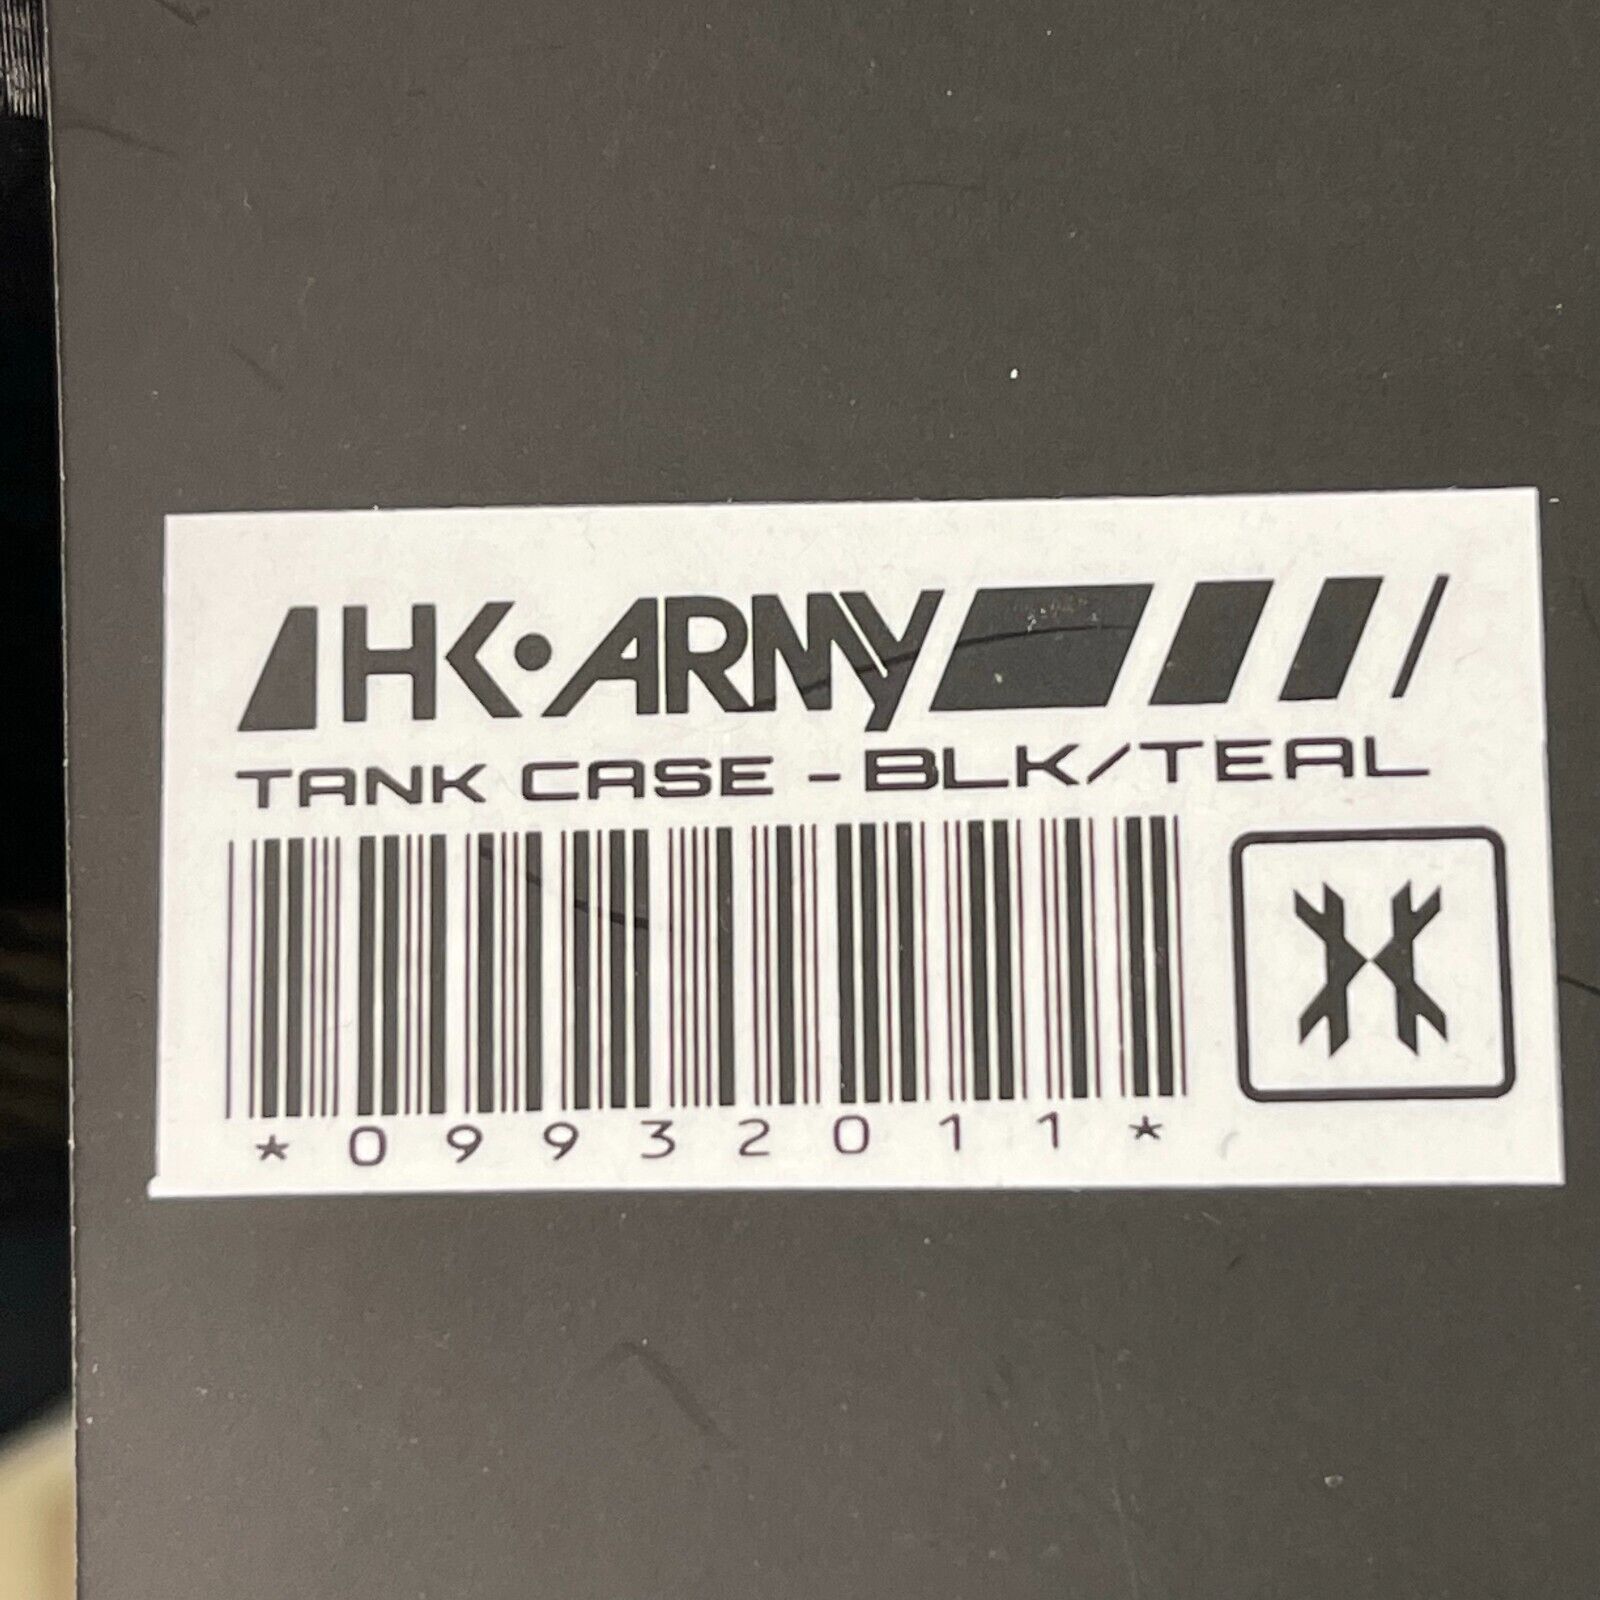 HK•ARMY
TANK CASE - BLK/TEAL
*09932011*